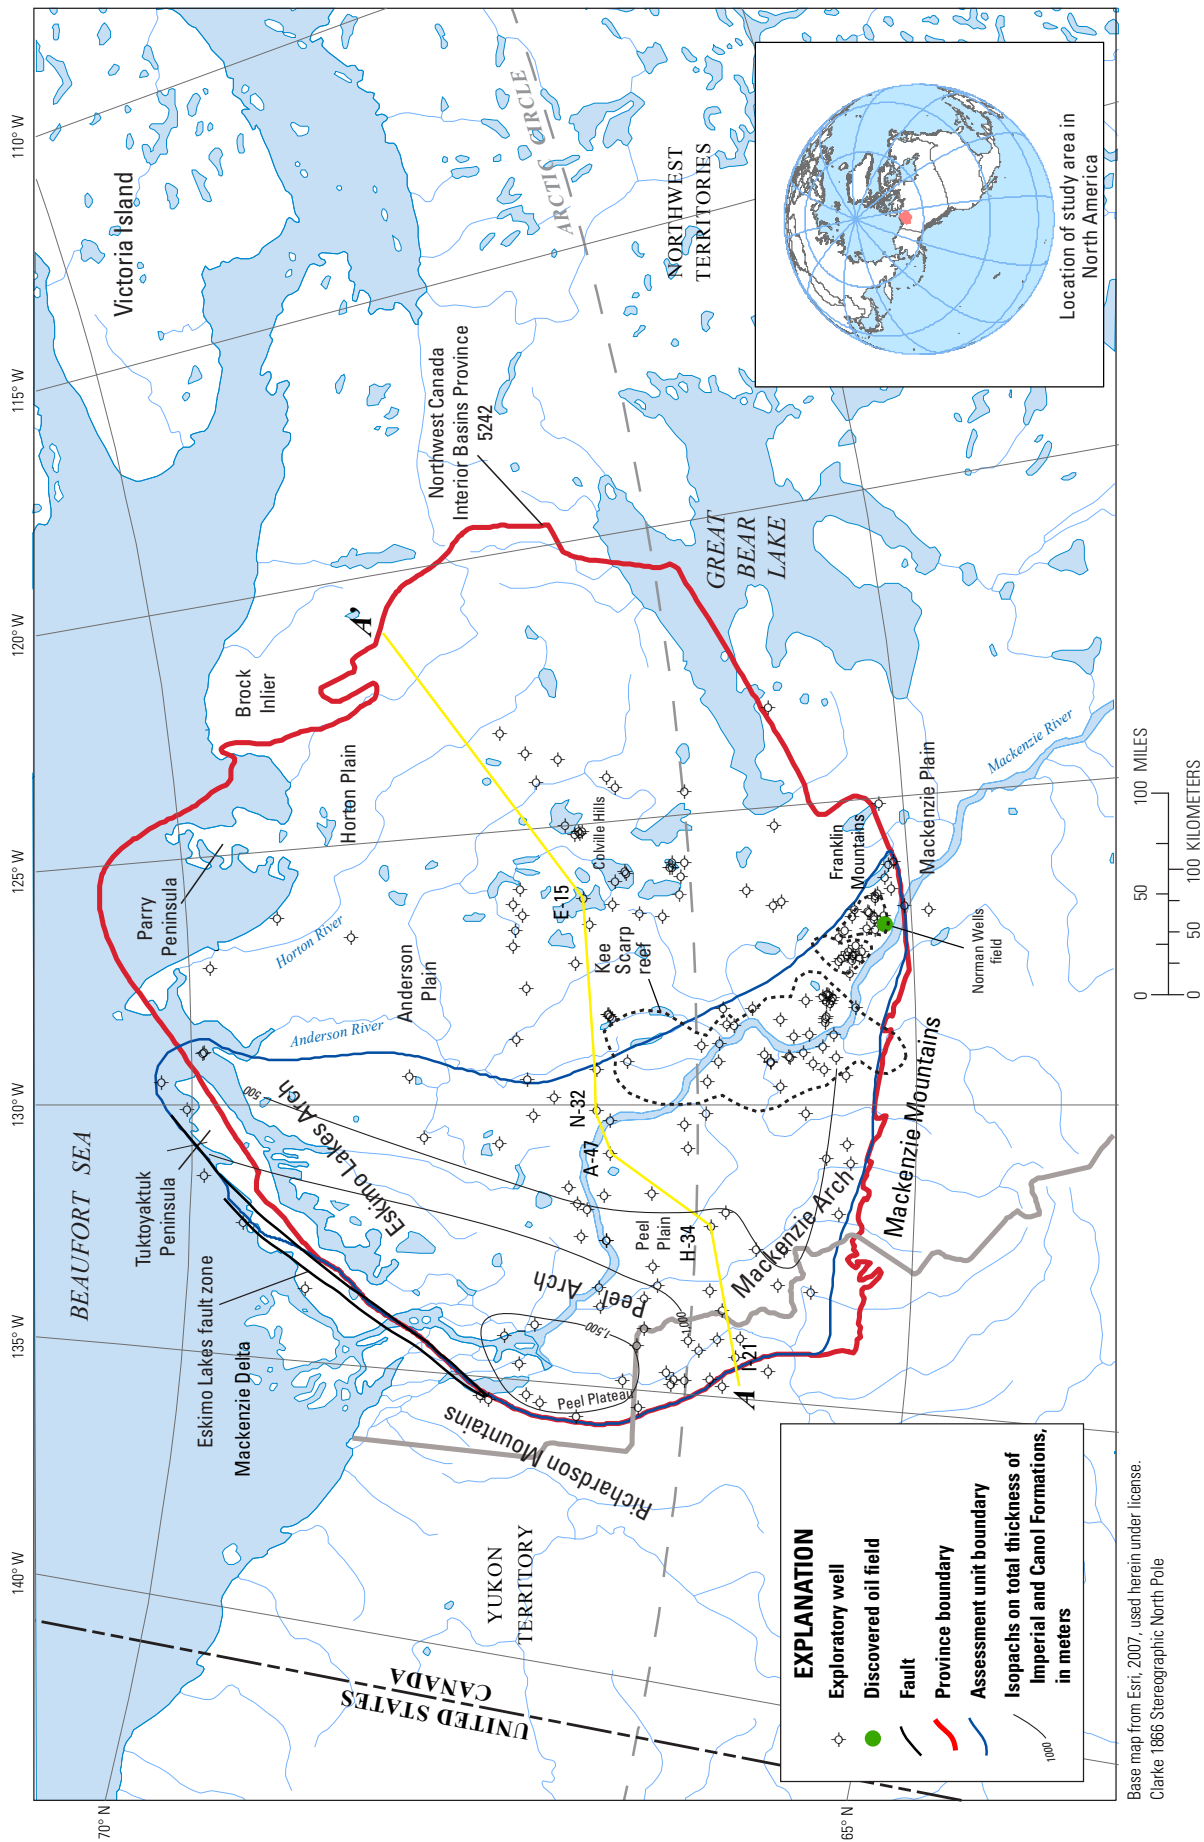 140° W
135° W
130° W
125° W
120° W
115° W
110° W
70° N
65° N
BEAUFORT SEA
Victoria Island
Tuktoyaktuk
Peninsula
Eskimo Lakes fault zone
Mackenzie Delta
Parry
Peninsula
Brock
Inlier
Horton Plain
Horton River
Anderson River
Anderson
Plain
Eskimo Lakes Arch
500
Northwest Canada
Interior Basins Province
5242
ARCTIC CIRCLE
NORTHWEST
TERRITORIES
GREAT
BEAR
LAKE
A'
Colville Hills
E-15
Kee
Scarp
reef
N-32
A-47
H-34
I-21
A
Peel
Plain
Peel
Arch
1,500
1,000
Peel Plateau
Richardson Mountains
Mackenzie Arch
Mackenzie Mountains
Franklin
Mountains
Mackenzie Plain
Mackenzie River
Norman Wells
field
YUKON
TERRITORY
UNITED STATES
CANADA
EXPLANATION
Exploratory well
Discovered oil field
Fault
Province boundary
Assessment unit boundary
1000
Isopachs on total thickness of
Imperial and Canol Formations,
in meters
Location of study area in
North America
0
50
100 MILES
0
50
100 KILOMETERS
Base map from Esri, 2007, used herein under license.
Clarke 1866 Stereographic North Pole